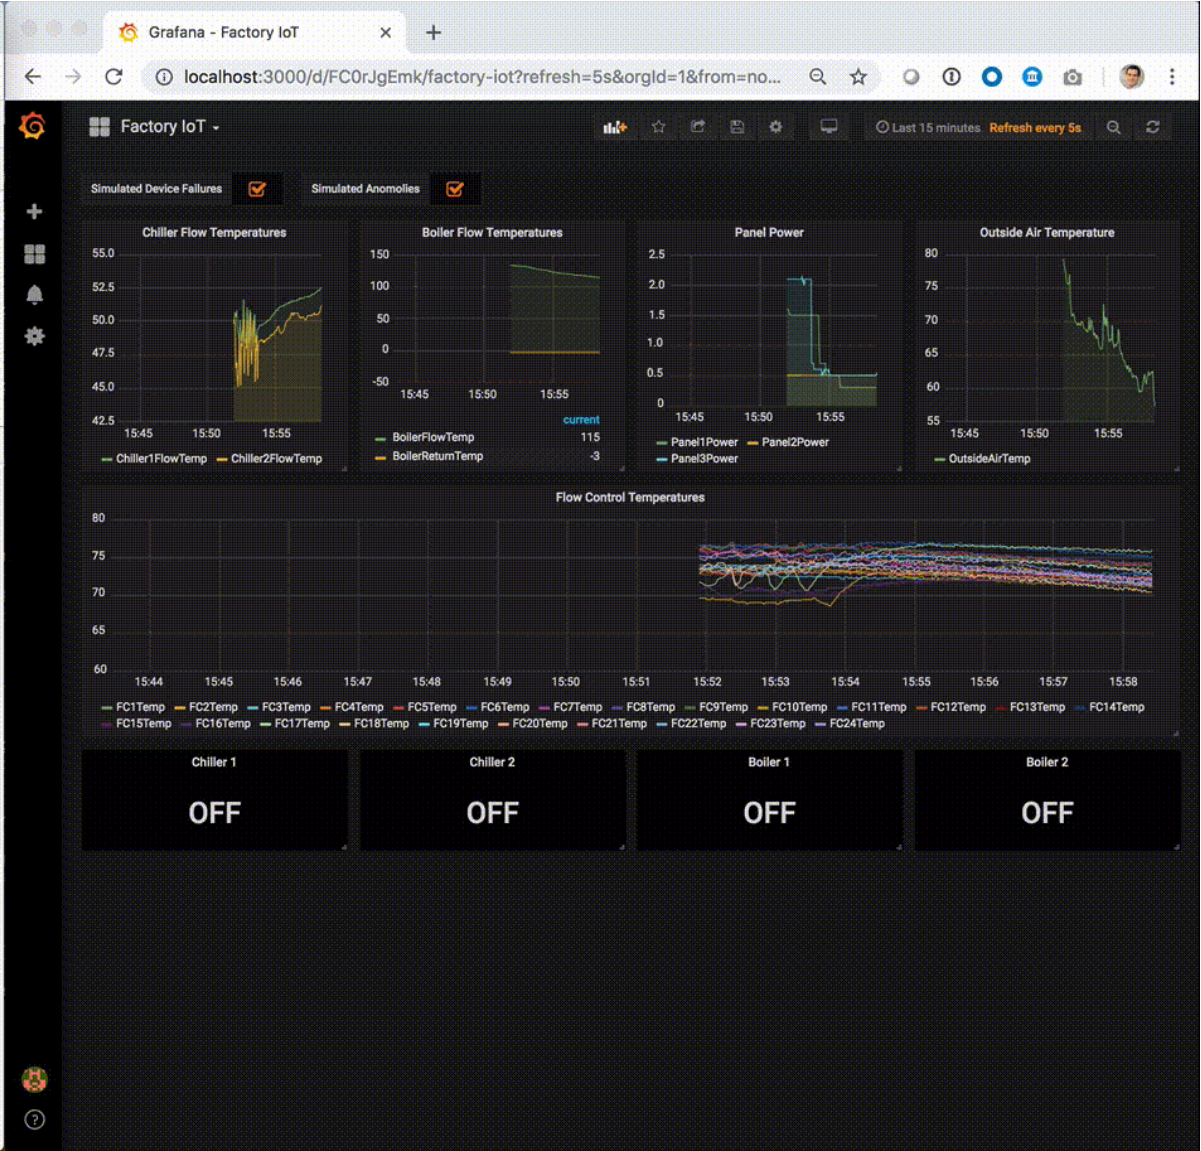 Grafana - Factory IoT
localhost:3000/d/FC0rJgEmk/factory-iot?refresh=5s&orgId=1&from=no...
Factory IoT
Last 15 minutes Refresh every 5s
Simulated Device Failures
Simulated Anomolies
Chiller Flow Temperatures
55.0
52.5
50.0
47.5
45.0
42.5
15:45 15:50 15:55
Chiller1FlowTemp Chiller2FlowTemp
Boiler Flow Temperatures
150
100
50
0
-50
15:45 15:50 15:55
current
BoilerFlowTemp 115
BoilerReturnTemp -3
Panel Power
2.5
2.0
1.5
1.0
0.5
0
15:45 15:50 15:55
Panel1Power Panel2Power
Panel3Power
Outside Air Temperature
80
75
70
65
60
55
15:45 15:50 15:55
OutsideAirTemp
Flow Control Temperatures
80
75
70
65
60
15:44 15:45 15:46 15:47 15:48 15:49 15:50 15:51 15:52 15:53 15:54 15:55 15:56 15:57 15:58
FC1Temp FC2Temp FC3Temp FC4Temp FC5Temp FC6Temp FC7Temp FC8Temp FC9Temp FC10Temp FC11Temp FC12Temp FC13Temp FC14Temp
FC15Temp FC16Temp FC17Temp FC18Temp FC19Temp FC20Temp FC21Temp FC22Temp FC23Temp FC24Temp
Chiller 1
OFF
Chiller 2
OFF
Boiler 1
OFF
Boiler 2
OFF